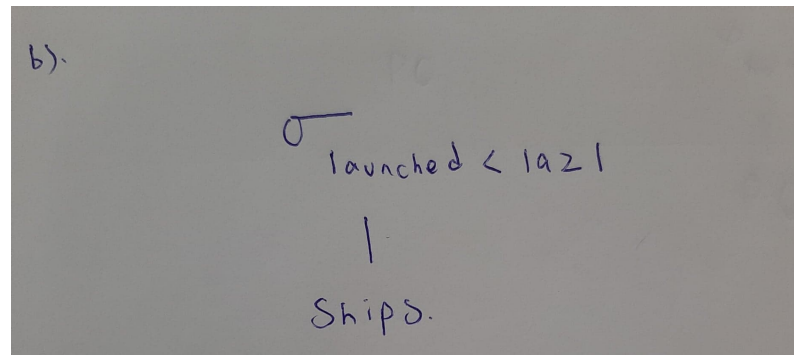 b).
σ launched < 1921
|
Ships.